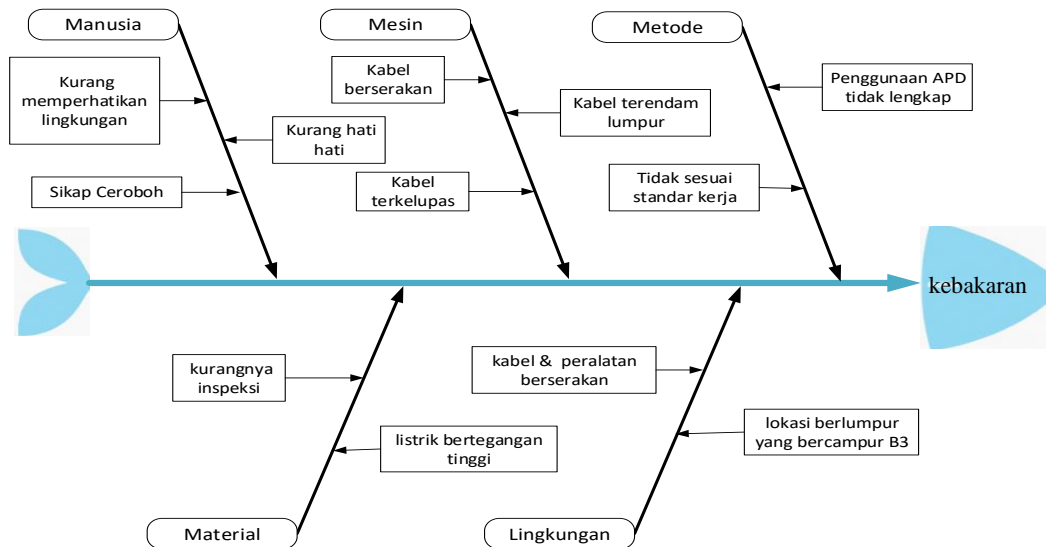 Manusia
Mesin
Metode
Kurang
memperhatikan
lingkungan
Kurang hati
hati
Sikap Ceroboh
Kabel
berserakan
Kabel terendam
lumpur
Kabel
terkelupas
Penggunaan APD
tidak lengkap
Tidak sesuai
standar kerja
kebakaran
kurangnya
inspeksi
listrik bertegangan
tinggi
kabel & peralatan
berserakan
lokasi berlumpur
yang bercampur B3
Material
Lingkungan